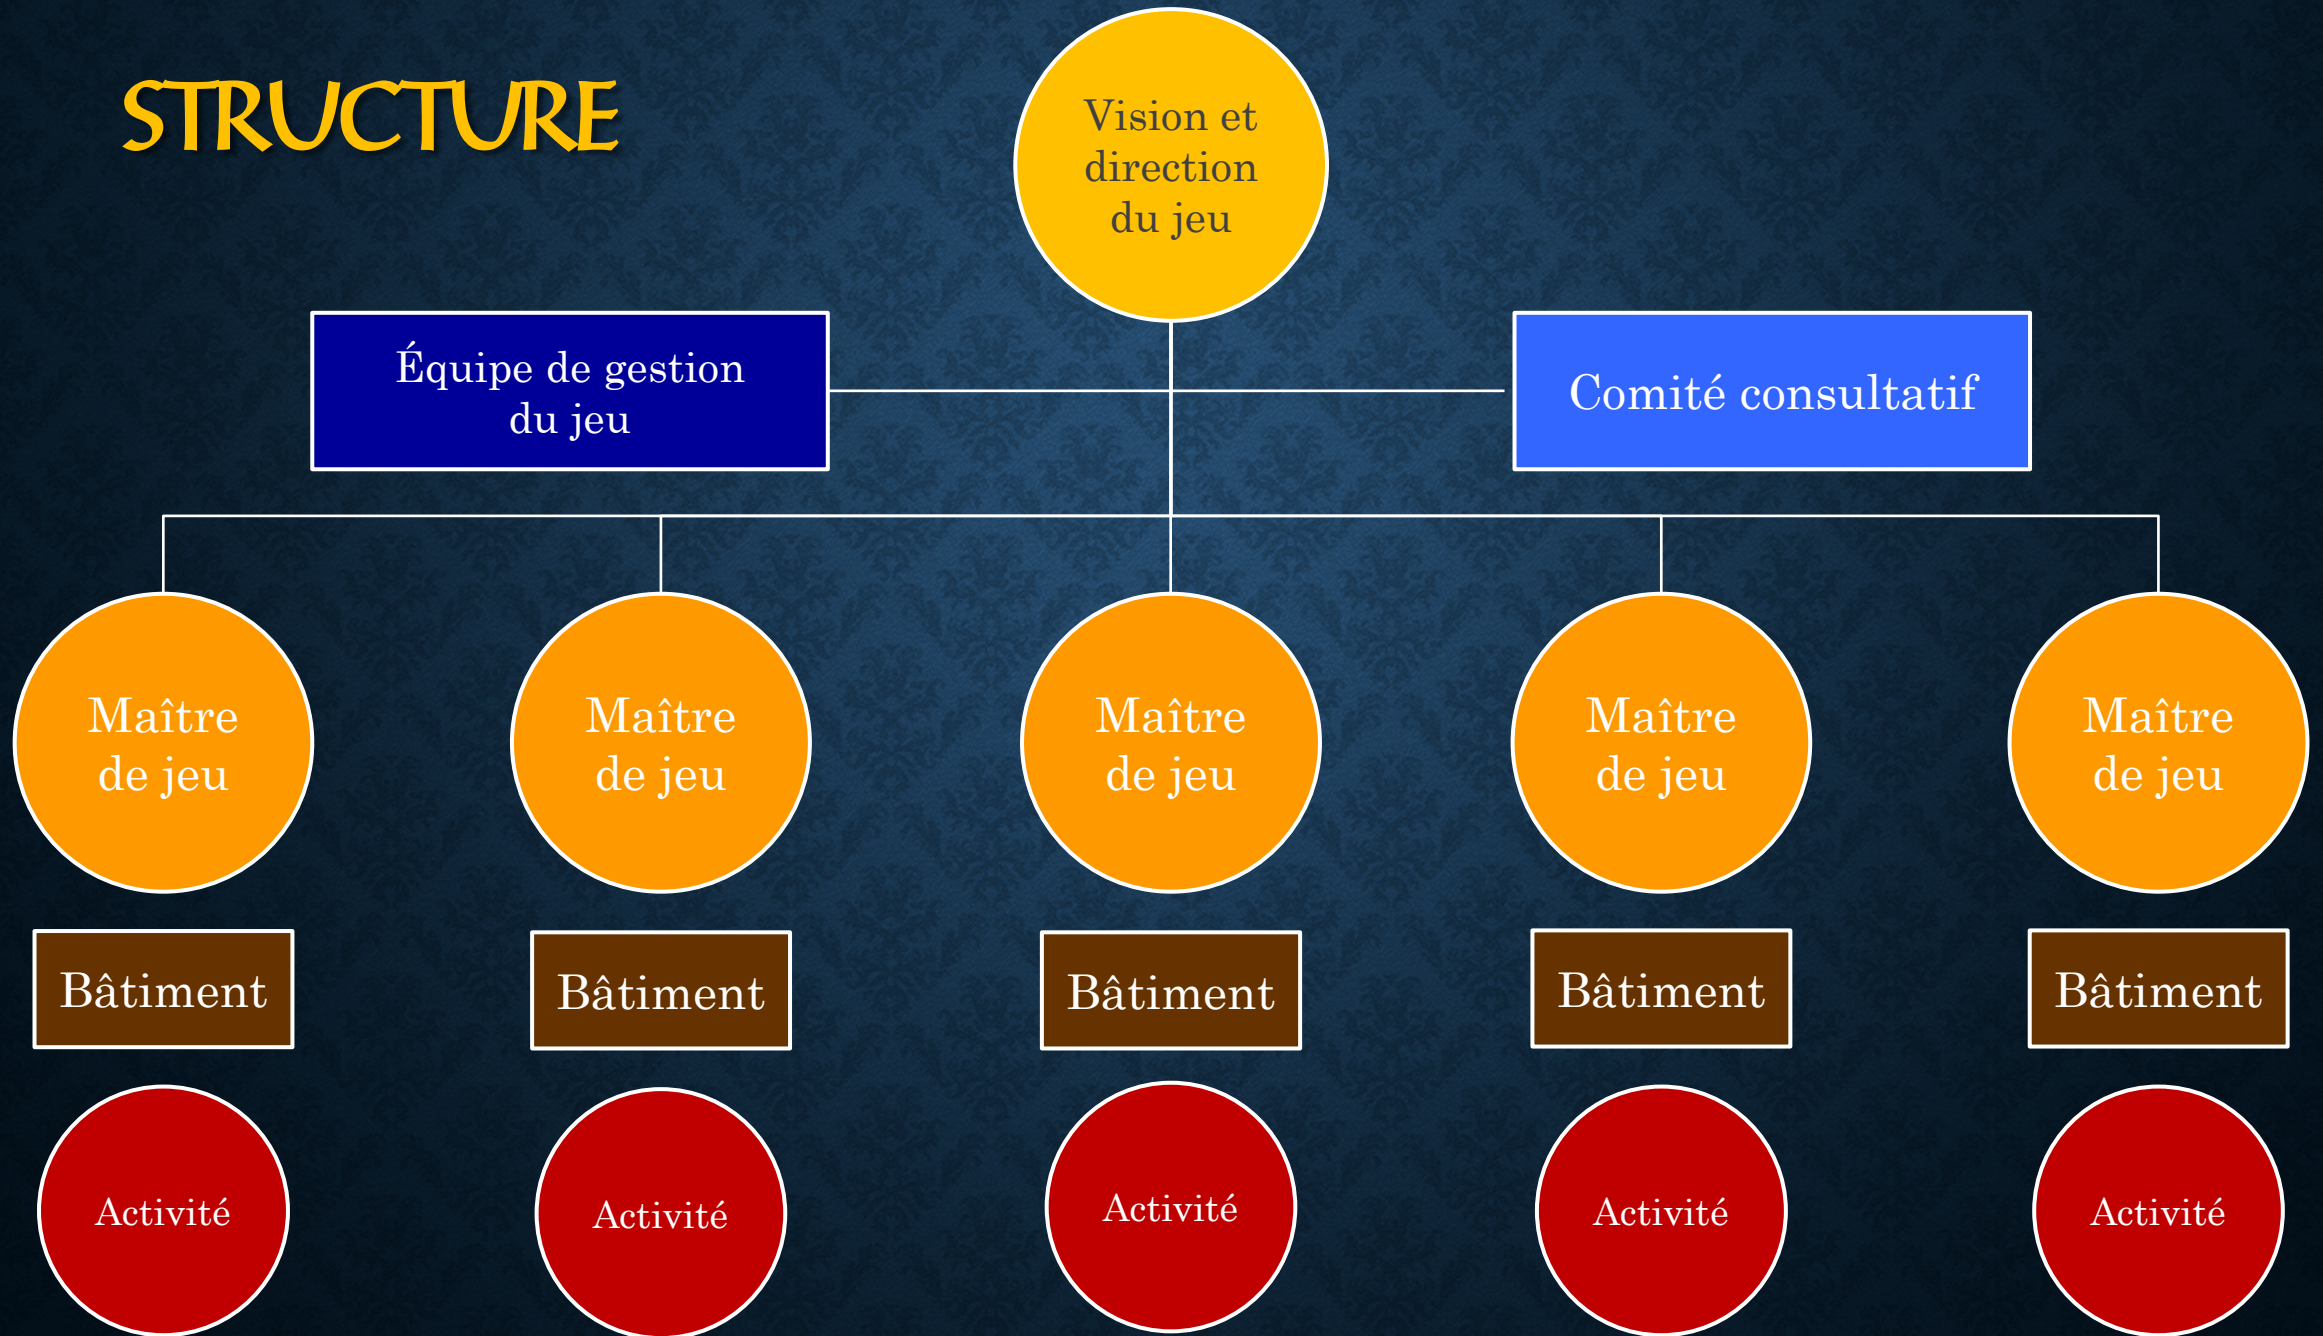 STRUCTURE
Vision et
direction
du jeu
Équipe de gestion
du jeu
Comité consultatif
Maître
de jeu
Maître
de jeu
Maître
de jeu
Maître
de jeu
Maître
de jeu
Bâtiment
Bâtiment
Bâtiment
Bâtiment
Bâtiment
Activité
Activité
Activité
Activité
Activité